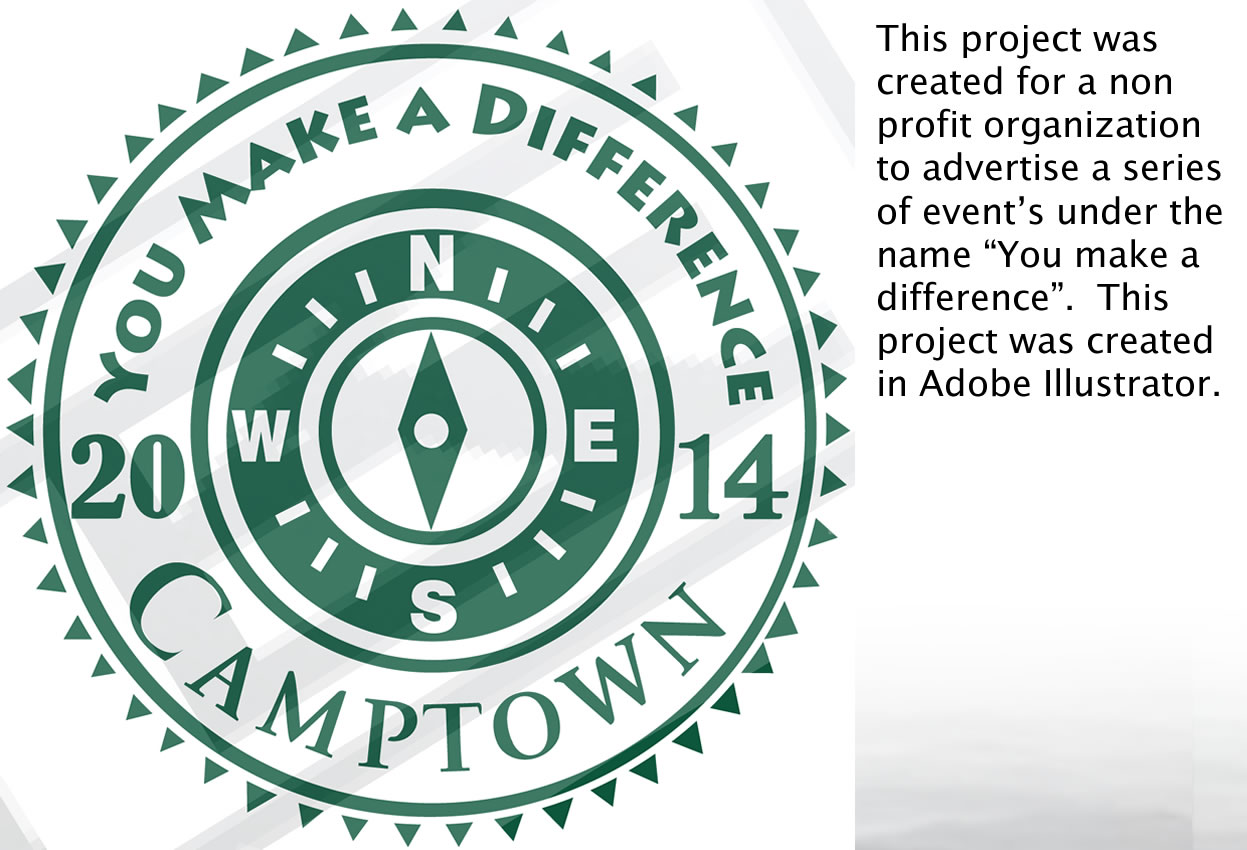 YOU MAKE A DIFFERENCE
N
W
E
S
20
14
CAMPTOWN
This project was
created for a non
profit organization
to advertise a series
of event’s under the
name “You make a
difference”.  This
project was created
in Adobe Illustrator.